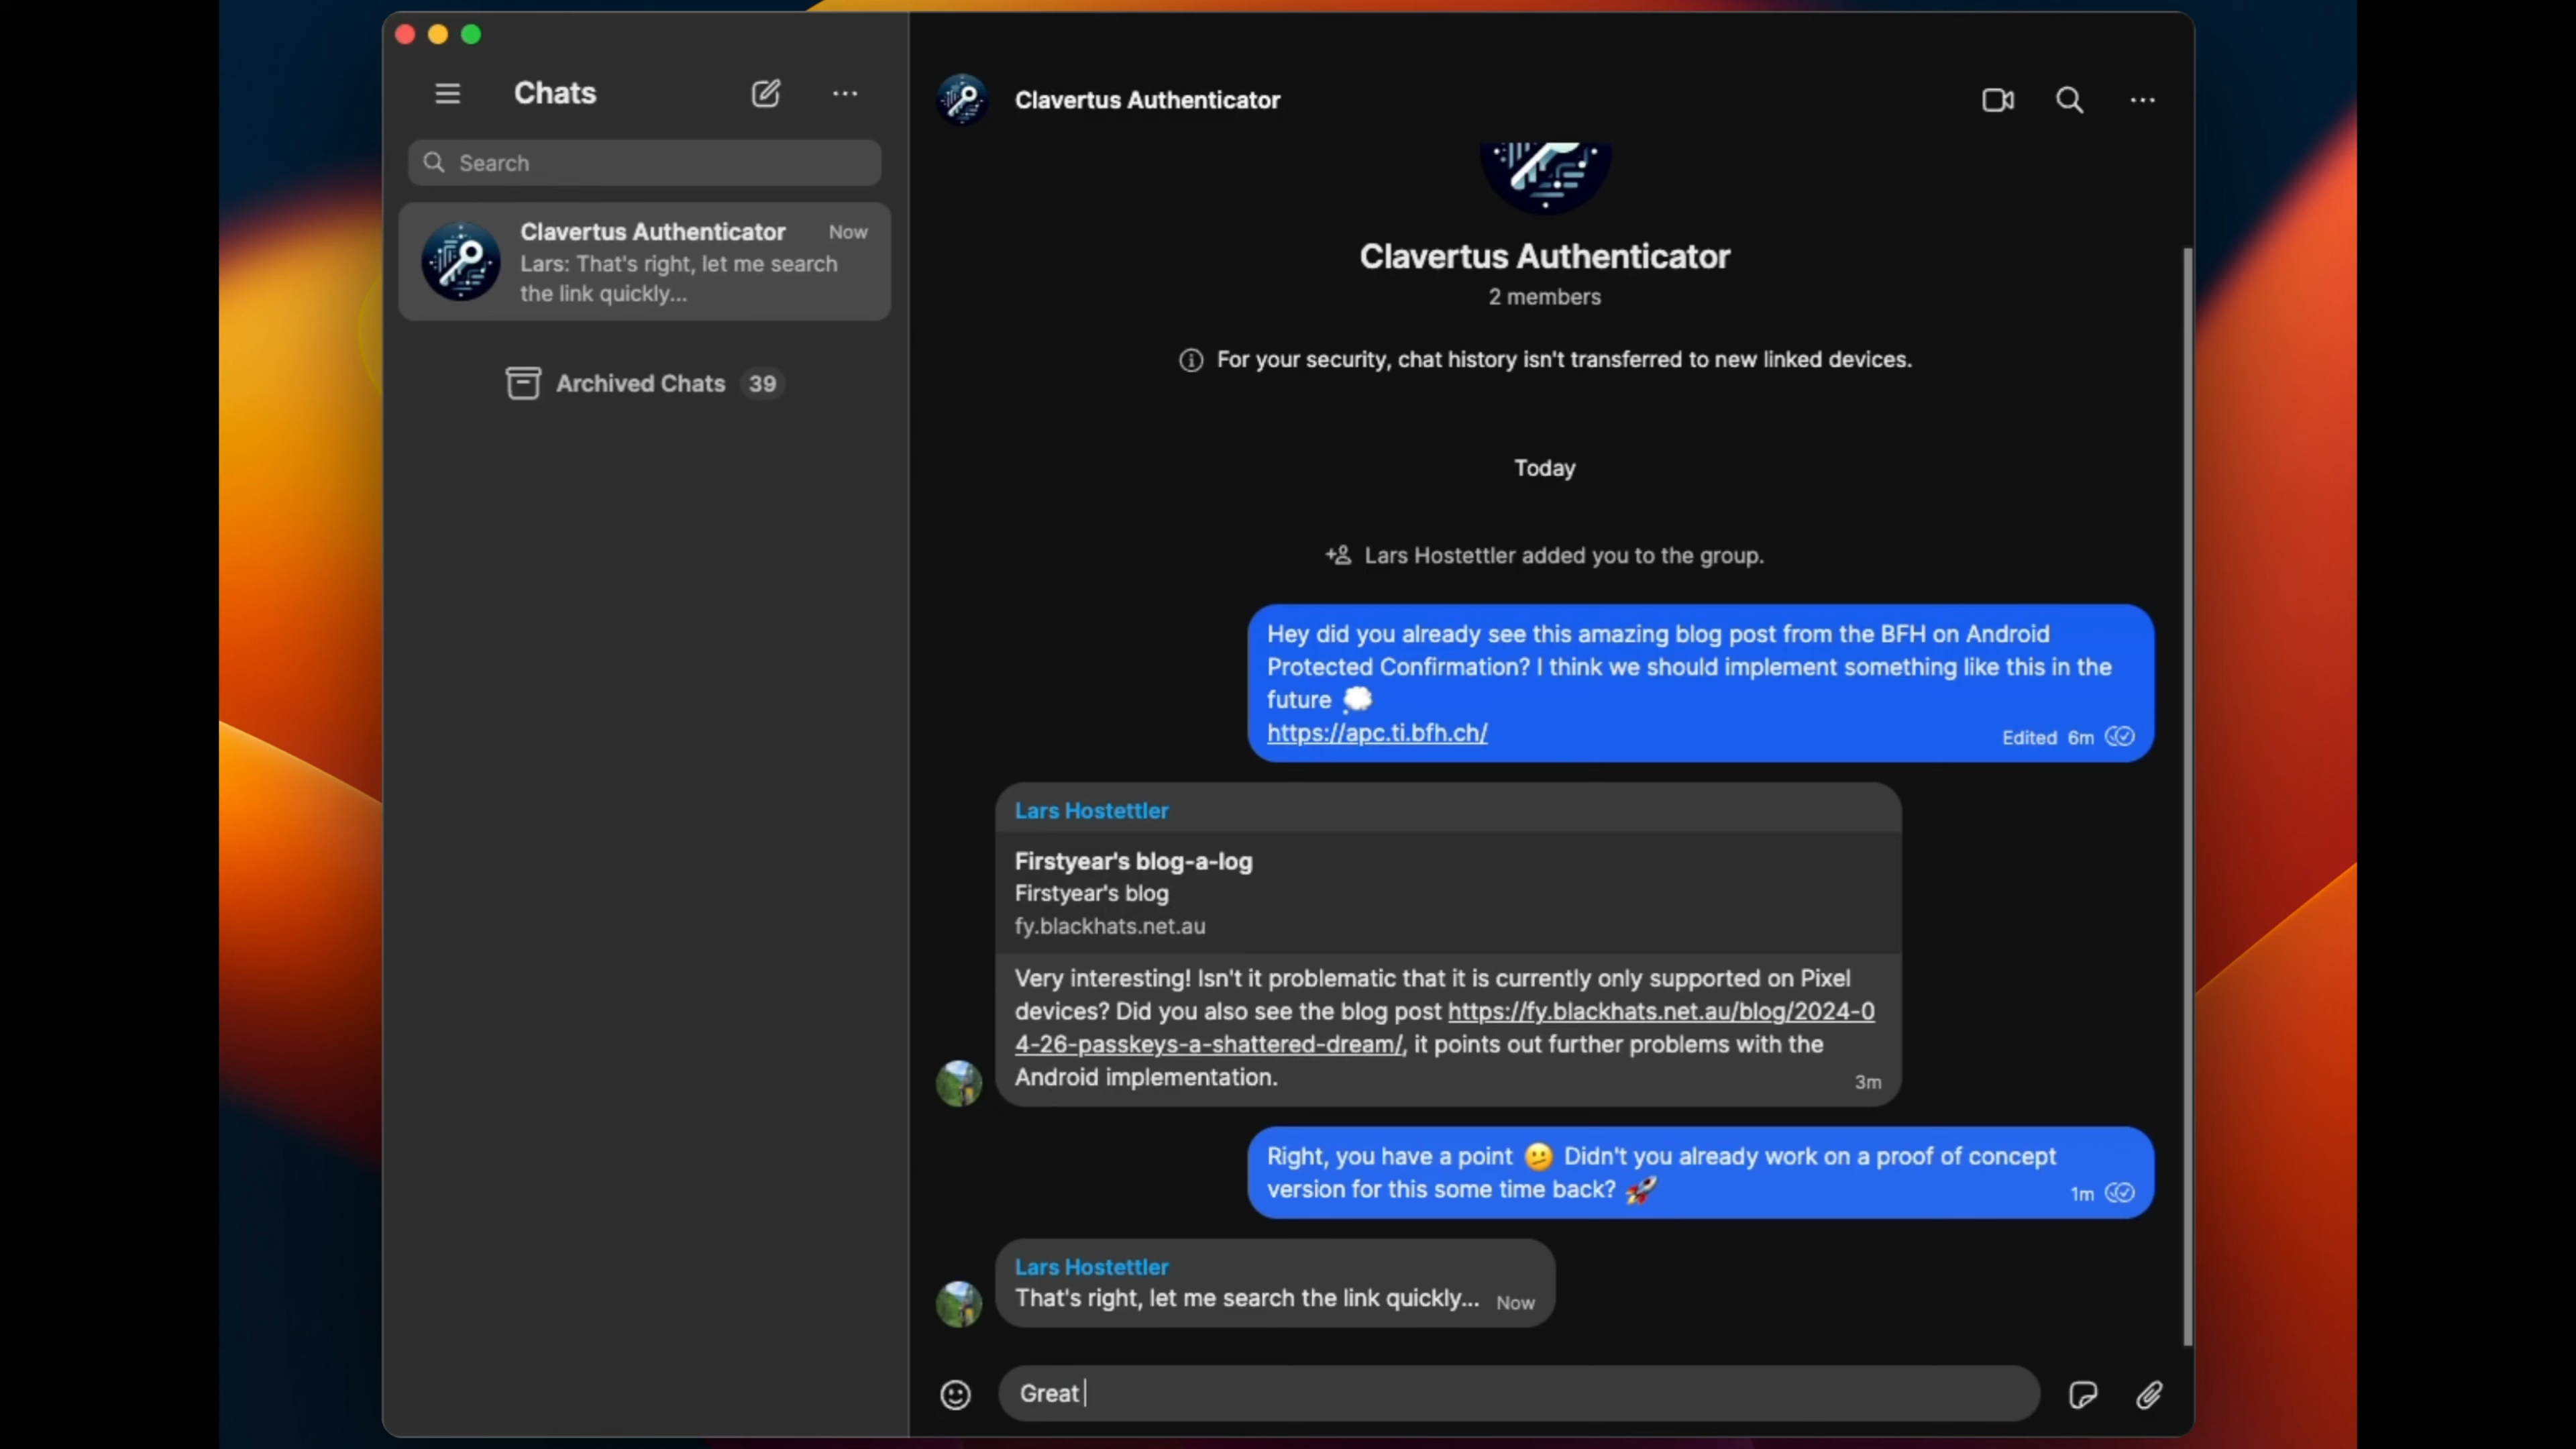 Chats
Search
Clavertus Authenticator
Now
Lars: That's right, let me search
the link quickly...
Archived Chats 39
Clavertus Authenticator
Clavertus Authenticator
2 members
For your security, chat history isn't transferred to new linked devices.
Today
Lars Hostettler added you to the group.
Hey did you already see this amazing blog post from the BFH on Android
Protected Confirmation? I think we should implement something like this in the
future 💭
https://apc.ti.bfh.ch/
Edited 6m
Lars Hostettler
Firstyear's blog-a-log
Firstyear's blog
fy.blackhats.net.au
Very interesting! Isn't it problematic that it is currently only supported on Pixel
devices? Did you also see the blog post https://fy.blackhats.net.au/blog/2024-0
4-26-passkeys-a-shattered-dream/, it points out further problems with the
Android implementation.
3m
Right, you have a point 🫤 Didn't you already work on a proof of concept
version for this some time back? 🚀
1m
Lars Hostettler
That's right, let me search the link quickly... Now
Great